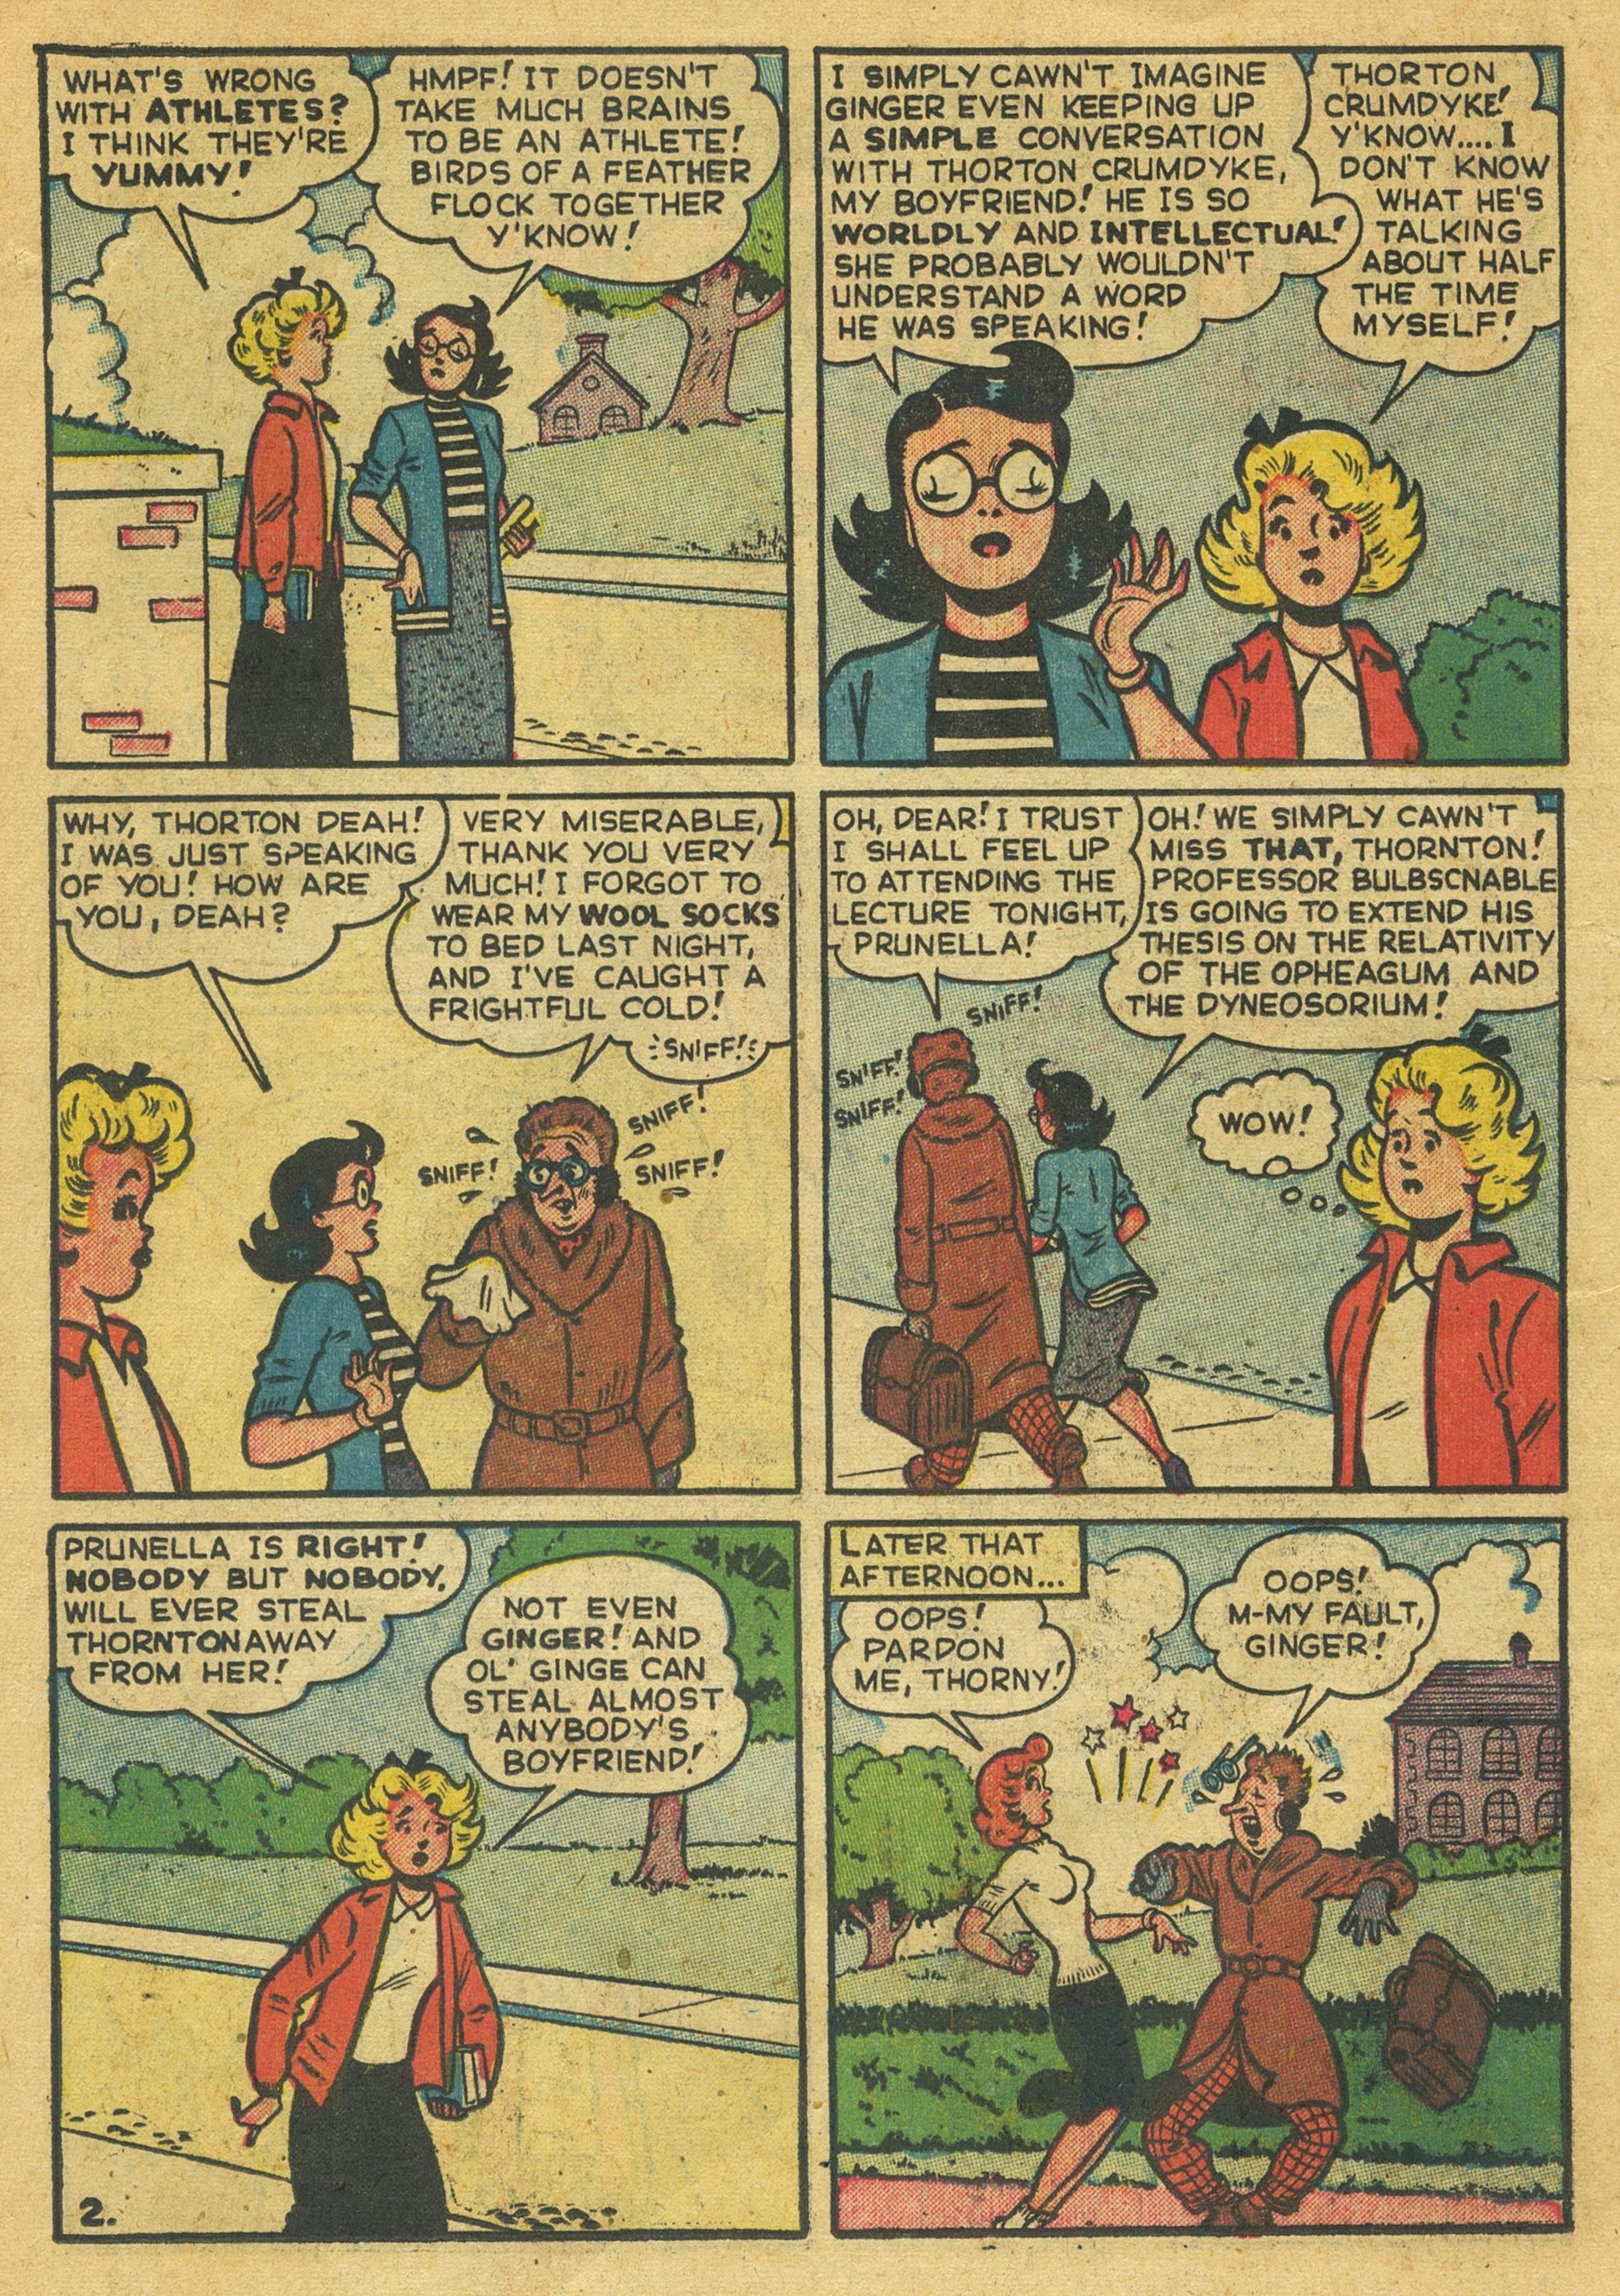 WHAT'S WRONG
WITH ATHLETES?
I THINK THEY'RE
YUMMY!
HMPF! IT DOESN'T
TAKE MUCH BRAINS
TO BE AN ATHLETE!
BIRDS OF A FEATHER
FLOCK TOGETHER
Y'KNOW!
I SIMPLY CAWN'T IMAGINE
GINGER EVEN KEEPING UP
A SIMPLE CONVERSATION
WITH THORTON CRUMDYKE,
MY BOYFRIEND! HE IS SO
WORLDLY AND INTELLECTUAL!
SHE PROBABLY WOULDN'T
UNDERSTAND A WORD
HE WAS SPEAKING!
THORTON
CRUMDYKE!
Y'KNOW.... I
DON'T KNOW
WHAT HE'S
TALKING
ABOUT HALF
THE TIME
MYSELF!
WHY, THORTON DEAH!
I WAS JUST SPEAKING
OF YOU! HOW ARE
YOU, DEAH?
VERY MISERABLE,
THANK YOU VERY
MUCH! I FORGOT TO
WEAR MY WOOL SOCKS
TO BED LAST NIGHT,
AND I'VE CAUGHT A
FRIGHTFUL COLD!
SNIFF!
SNIFF!
SNIFF!
SNIFF!
OH, DEAR! I TRUST
I SHALL FEEL UP
TO ATTENDING THE
LECTURE TONIGHT,
PRUNELLA!
SNIFF!
SNIFF!
SNIFF!
OH! WE SIMPLY CAWN'T
MISS THAT, THORNTON!
PROFESSOR BULBSCNABLE
IS GOING TO EXTEND HIS
THESIS ON THE RELATIVITY
OF THE OPHEAGUM AND
THE DYNEOSORIUM!
WOW!
PRUNELLA IS RIGHT!
NOBODY BUT NOBODY,
WILL EVER STEAL
THORNTON AWAY
FROM HER!
NOT EVEN
GINGER! AND
OL' GINGE CAN
STEAL ALMOST
ANYBODY'S
BOYFRIEND!
2.
LATER THAT
AFTERNOON...
OOPS!
PARDON
ME, THORNY!
OOPS!
M-MY FAULT,
GINGER!